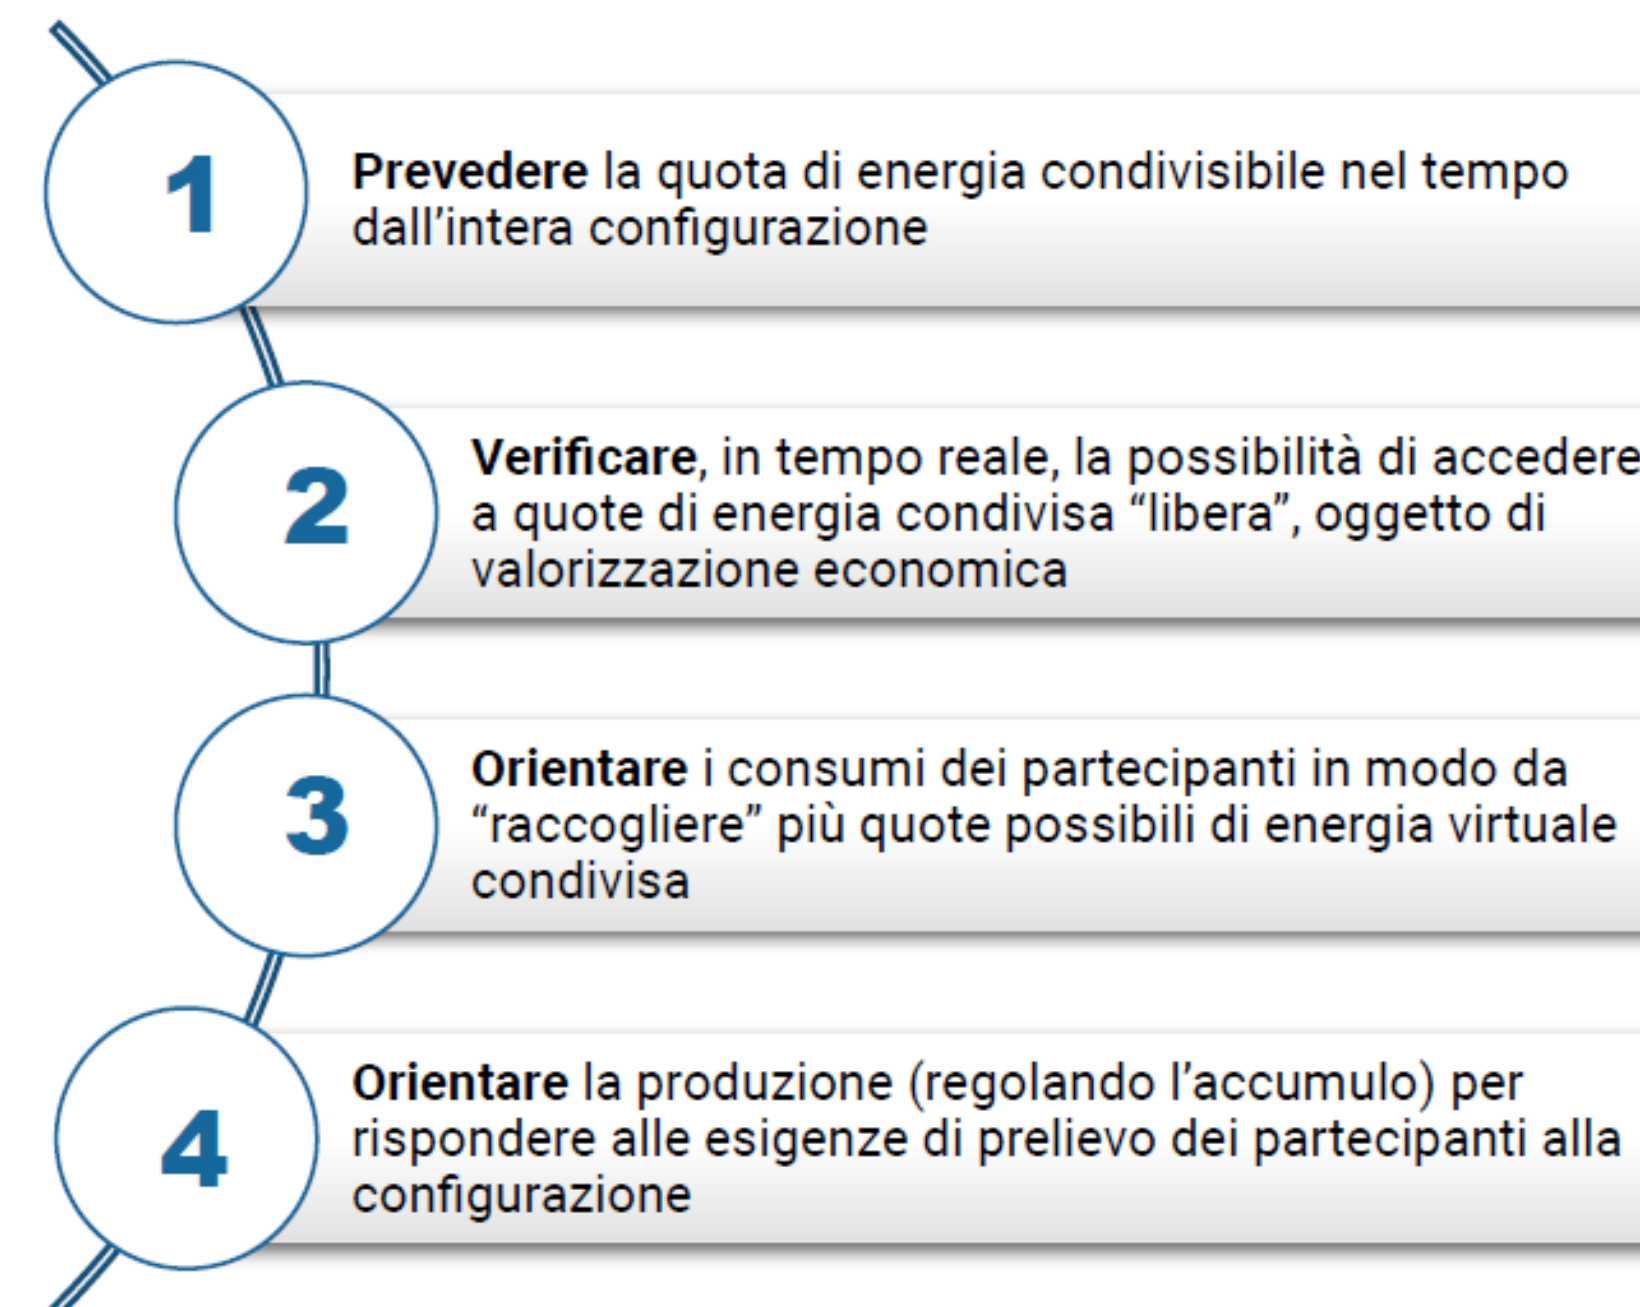 1
Prevedere la quota di energia condivisibile nel tempo
dall’intera configurazione
2
Verificare, in tempo reale, la possibilità di accedere
a quote di energia condivisa “libera”, oggetto di
valorizzazione economica
3
Orientare i consumi dei partecipanti in modo da
“raccogliere” più quote possibili di energia virtuale
condivisa
4
Orientare la produzione (regolando l’accumulo) per
rispondere alle esigenze di prelievo dei partecipanti alla
configurazione